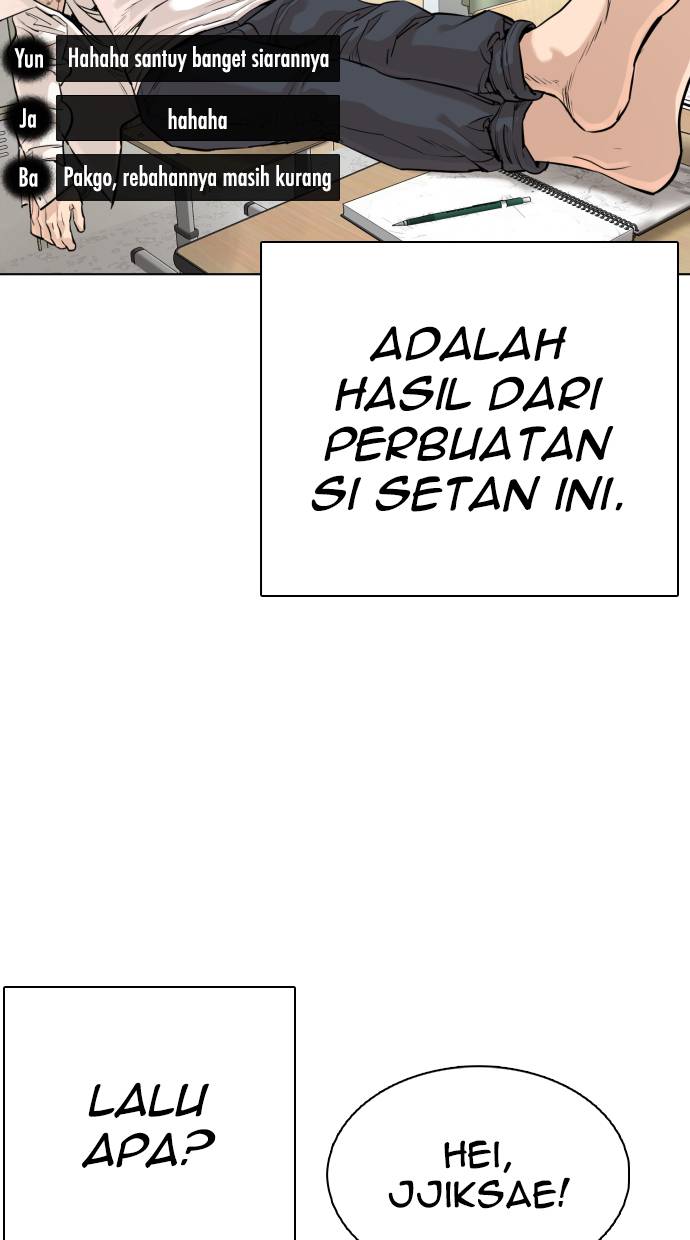 Yun Hahaha santuy banget siarannya
Ja hahaha
Ba Pakgo, rebahannya masih kurang
ADALAH
HASIL DARI
PERBUATAN
SI SETAN INI.
LALU
APA?
HEI,
JJIKSAE!